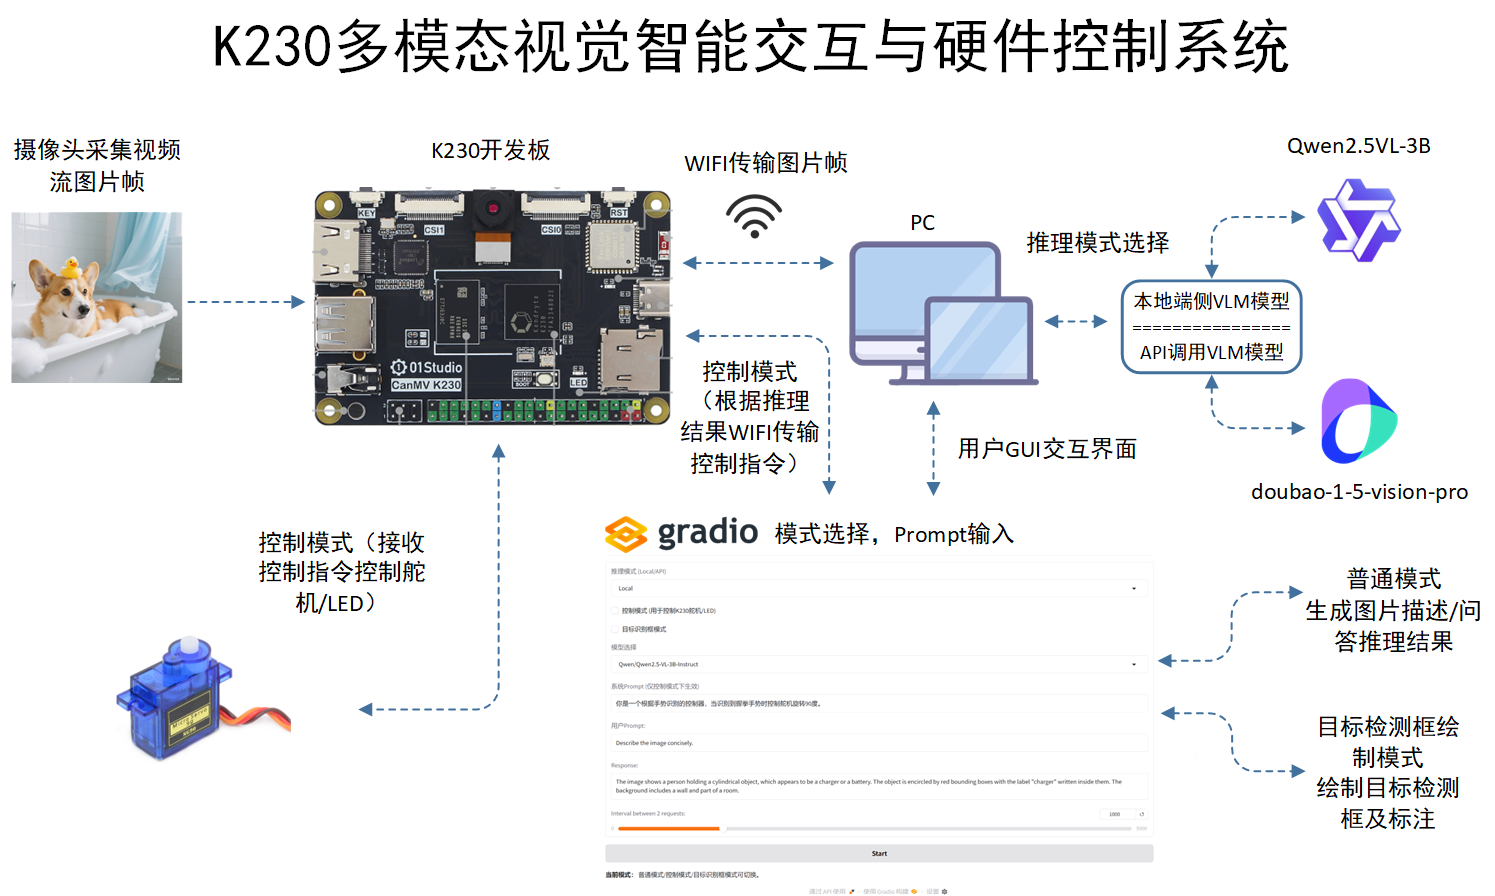 K230多模态视觉智能交互与硬件控制系统
摄像头采集视频
流图片帧
K230开发板
WIFI传输图片帧
PC
推理模式选择
Qwen2.5VL-3B
本地端侧VLM模型
================
API调用VLM模型
doubao-1-5-vision-pro
KEY
CSI1
CSI0
RST
01Studio
CanMV K230
BOOT
LED
控制模式
（根据推理
结果WIFI传输
控制指令）
用户GUI交互界面
控制模式（接收
控制指令控制舵
机/LED）
gradio 模式选择，Prompt输入
推理模式 (Local/API)
Local
控制模式 (用于控制K230舵机/LED)
目标识别框模式
模型选择
Qwen/Qwen2.5-VL-3B-Instruct
系统Prompt (仅控制模式下生效)
你是一个根据手势识别的控制器，当识别到握拳手势时控制舵机旋转90度。
用户Prompt:
Describe the image concisely.
Response:
The image shows a person holding a cylindrical object, which appears to be a charger or a battery. The object is encircled by red bounding boxes with the label "charger" written inside them. The
background includes a wall and part of a room.
Interval between 2 requests:
1000
0
5000
Start
当前模式： 普通模式/控制模式/目标识别框模式可切换。
通过 API 使用 · 使用 Gradio 构建 · 设置
普通模式
生成图片描述/问
答推理结果
目标检测框绘
制模式
绘制目标检测
框及标注